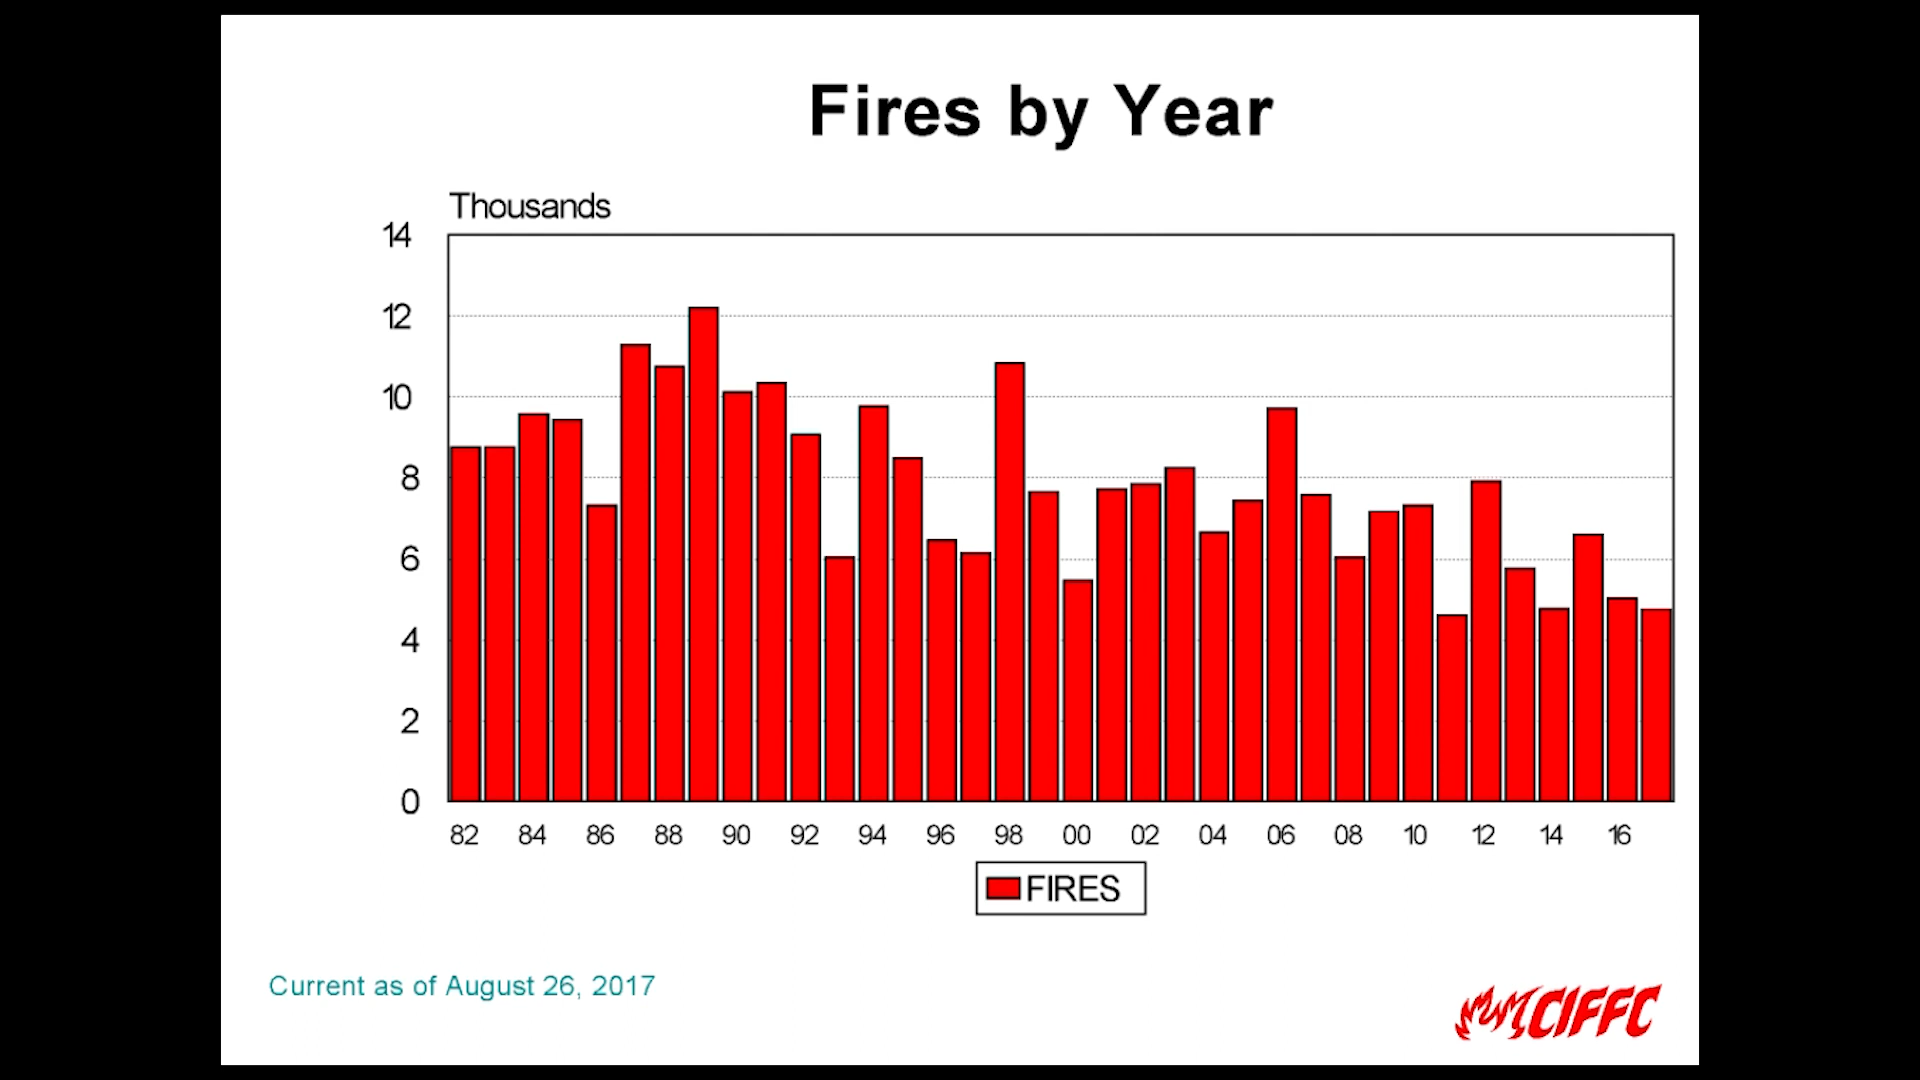 Fires by Year
Thousands
14
12
10
8
6
4
2
0
82 84 86 88 90 92 94 96 98 00 02 04 06 08 10 12 14 16
FIRES
Current as of August 26, 2017
CIFFC